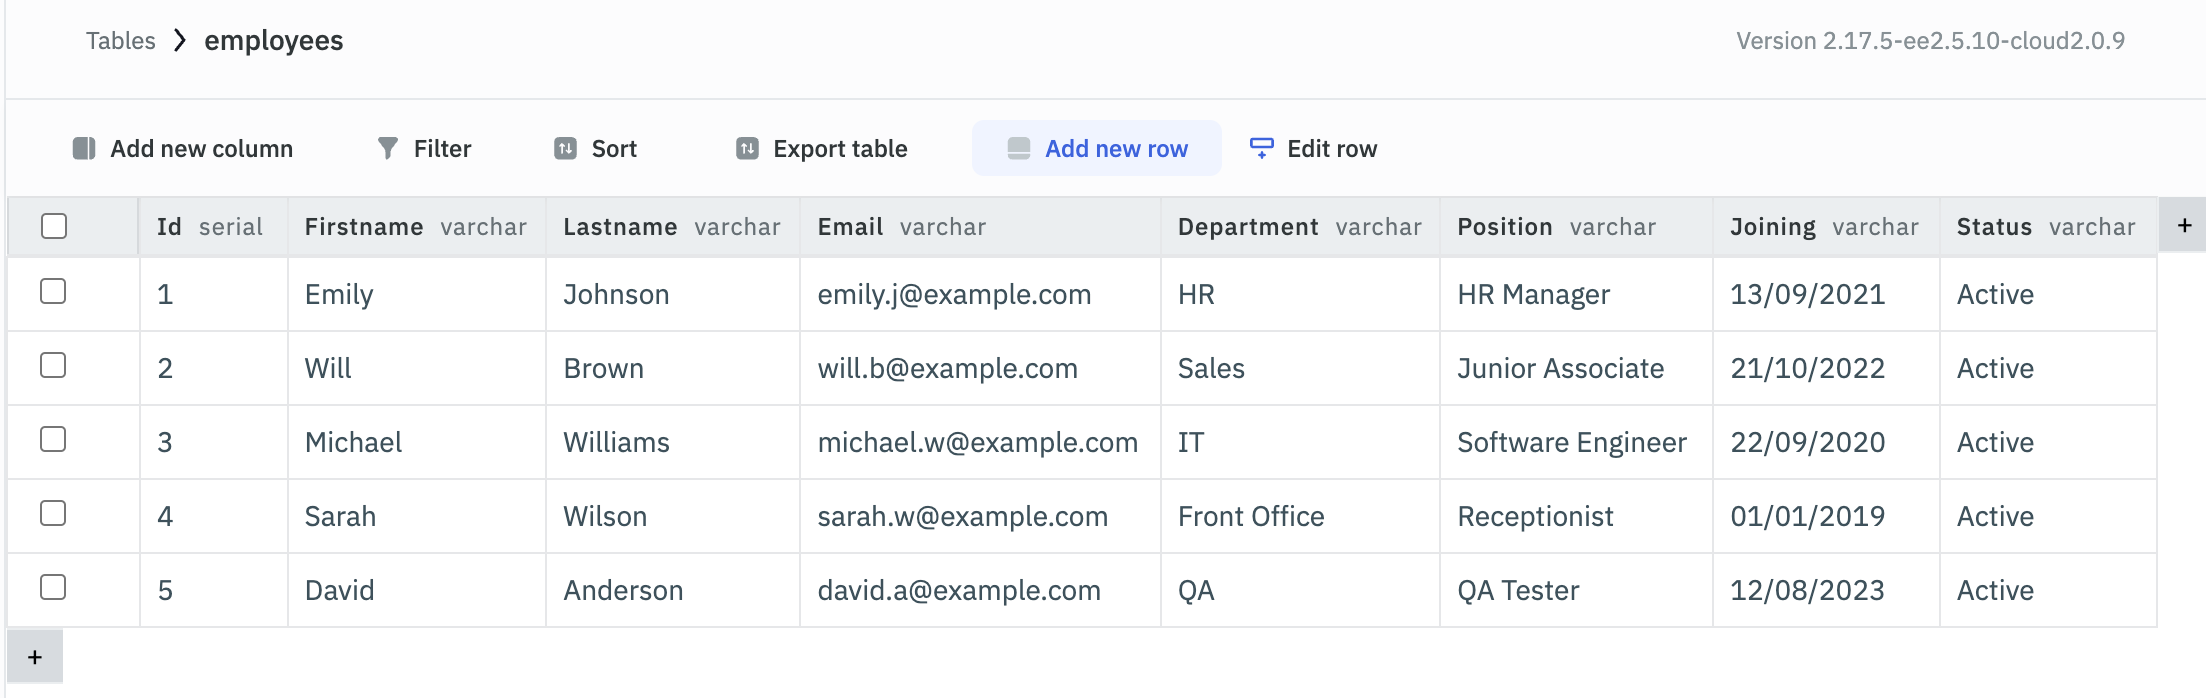 Tables > employees Version 2.17.5-ee2.5.10-cloud2.0.9
Add new column Filter Sort Export table Add new row Edit row
Id serial Firstname varchar Lastname varchar Email varchar Department varchar Position varchar Joining varchar Status varchar +
1 Emily Johnson emily.j@example.com HR HR Manager 13/09/2021 Active
2 Will Brown will.b@example.com Sales Junior Associate 21/10/2022 Active
3 Michael Williams michael.w@example.com IT Software Engineer 22/09/2020 Active
4 Sarah Wilson sarah.w@example.com Front Office Receptionist 01/01/2019 Active
5 David Anderson david.a@example.com QA QA Tester 12/08/2023 Active
+